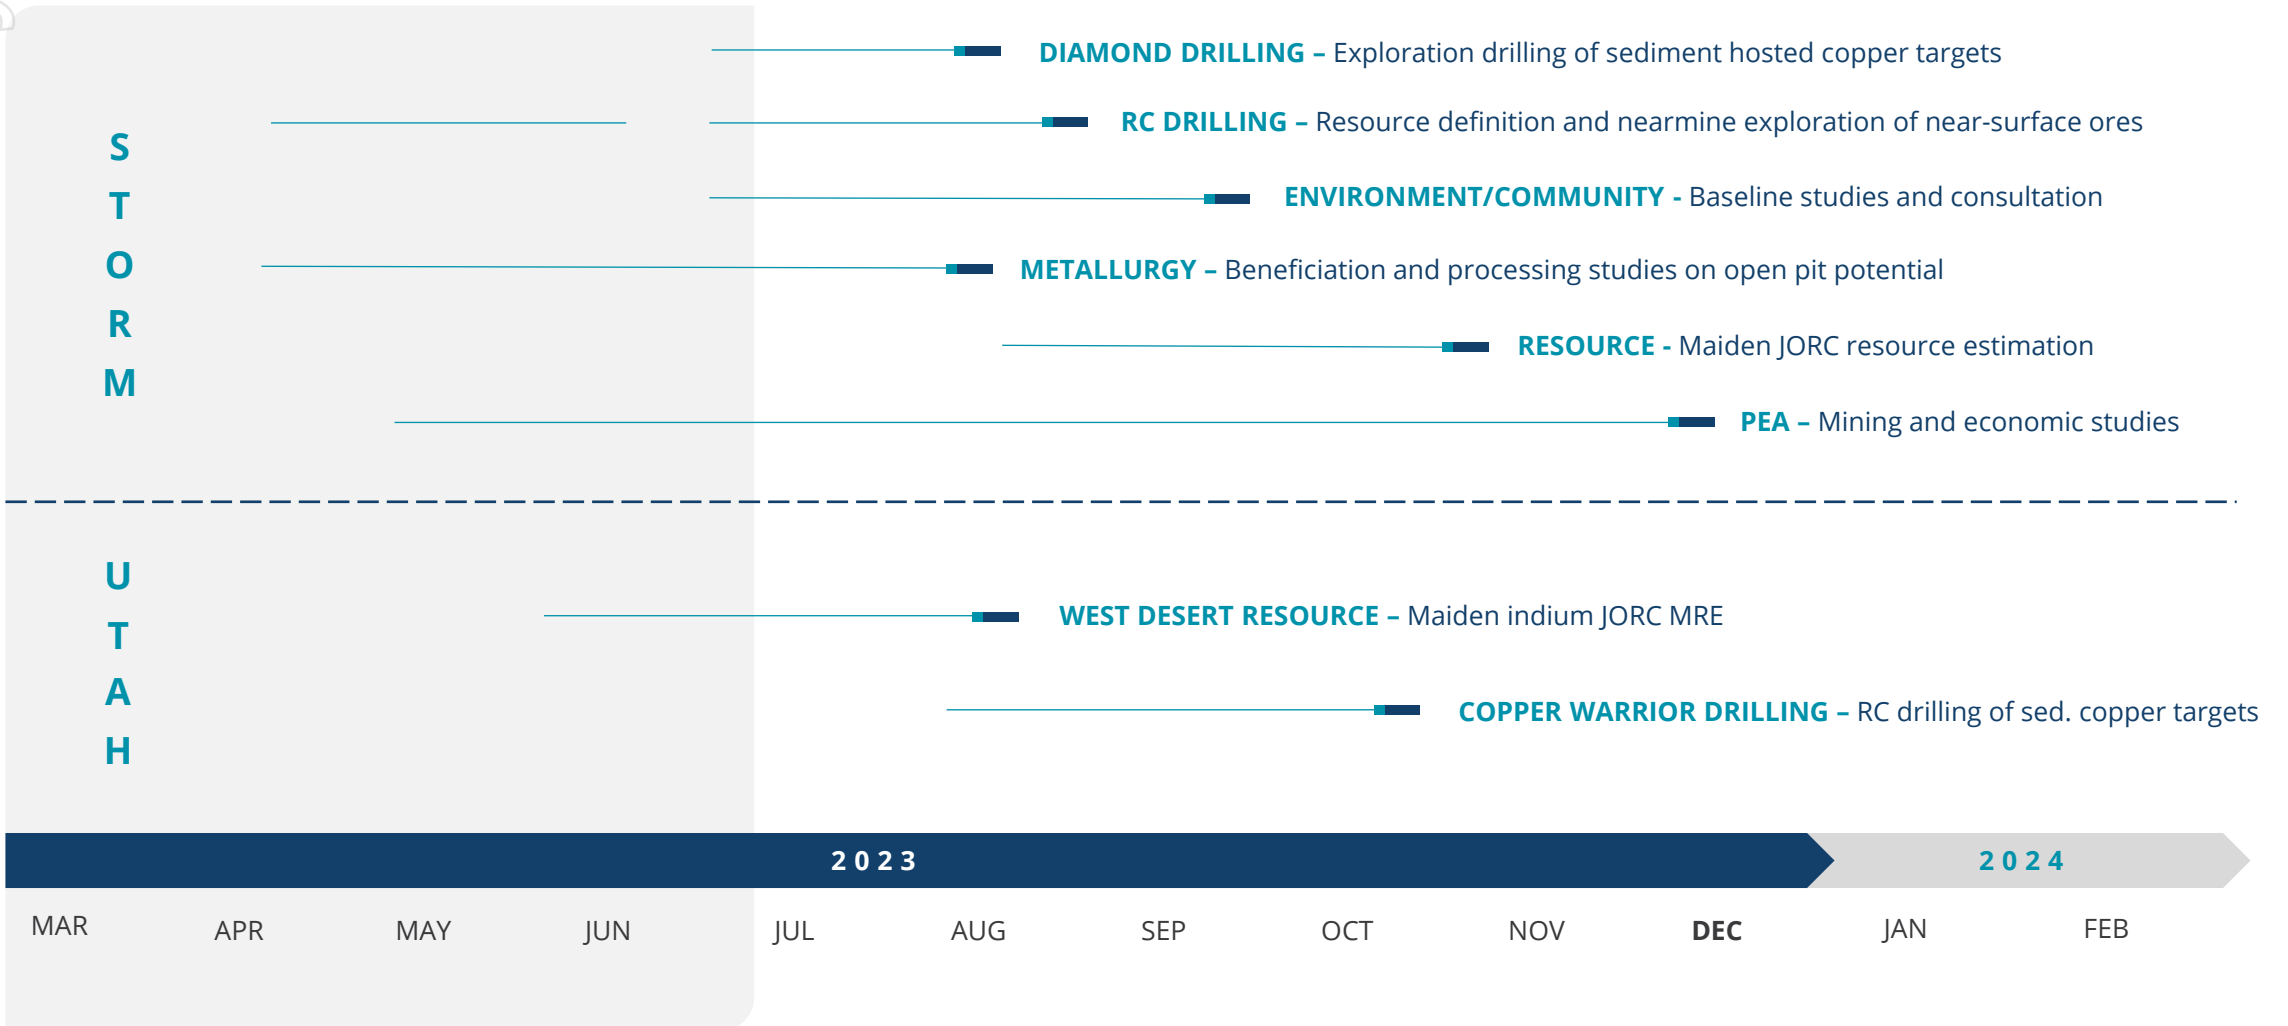 DIAMOND DRILLING – Exploration drilling of sediment hosted copper targets
RC DRILLING – Resource definition and nearmine exploration of near-surface ores
ENVIRONMENT/COMMUNITY - Baseline studies and consultation
METALLURGY – Beneficiation and processing studies on open pit potential
RESOURCE - Maiden JORC resource estimation
PEA – Mining and economic studies
STORM
WEST DESERT RESOURCE – Maiden indium JORC MRE
COPPER WARRIOR DRILLING – RC drilling of sed. copper targets
UTAH
2023 2024
MAR APR MAY JUN JUL AUG SEP OCT NOV DEC JAN FEB